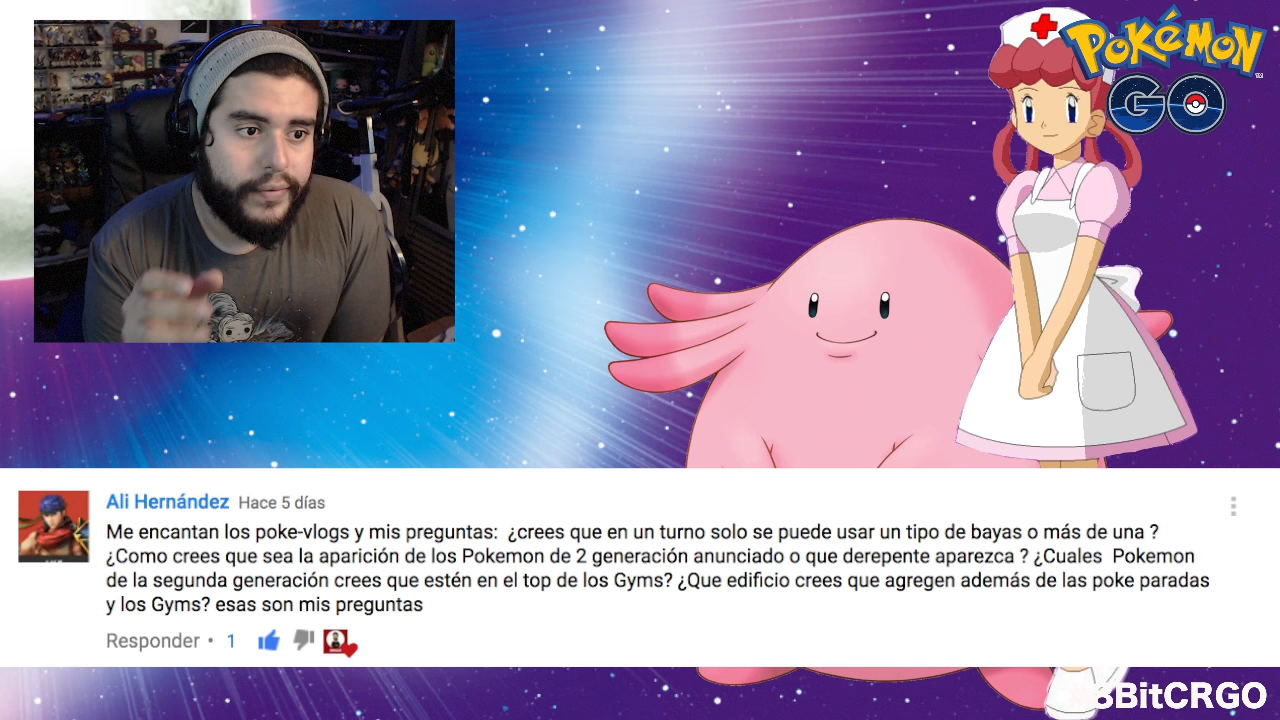 POKÉMON
GO
Ali Hernández Hace 5 días
Me encantan los poke-vlogs y mis preguntas: ¿crees que en un turno solo se puede usar un tipo de bayas o más de una ?
¿Como crees que sea la aparición de los Pokemon de 2 generación anunciado o que derepente aparezca ? ¿Cuales Pokemon
de la segunda generación crees que estén en el top de los Gyms? ¿Que edificio crees que agregen además de las poke paradas
y los Gyms? esas son mis preguntas
Responder • 1
8BitCRGO